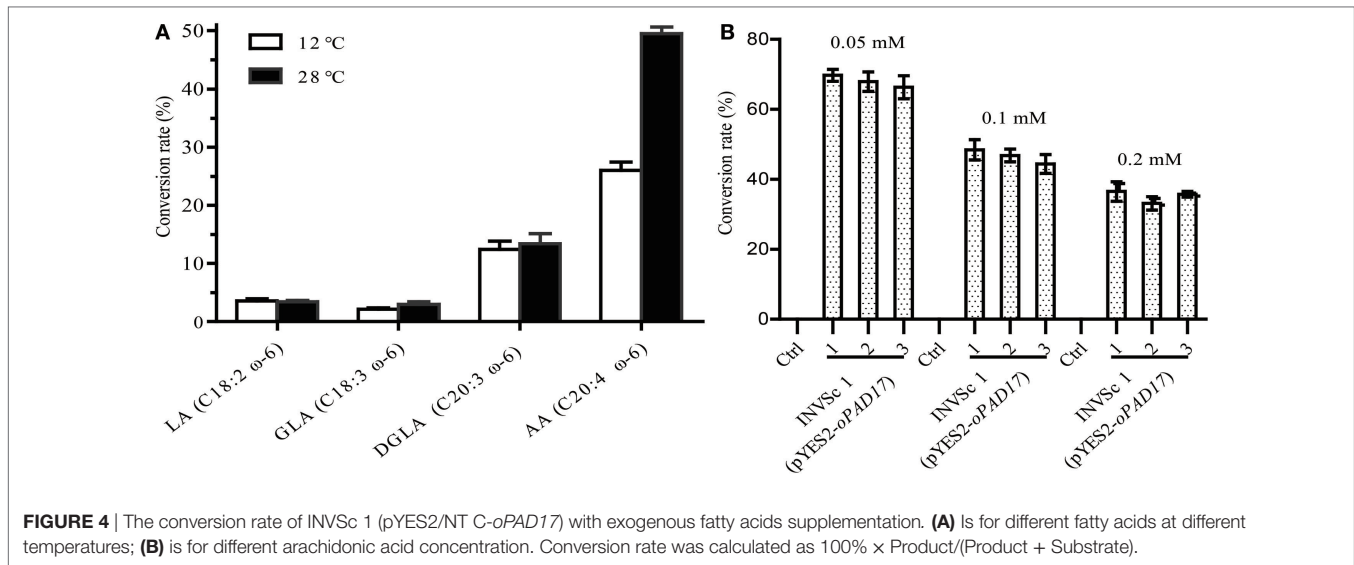 A
12 °C
28 °C
Conversion rate (%)
50
40
30
20
10
0
LA (C18:2 ω-6)
GLA (C18:3 ω-6)
DGLA (C20:3 ω-6)
AA (C20:4 ω-6)
B
Conversion rate (%)
80
60
40
20
0
0.05 mM
0.1 mM
0.2 mM
Ctrl 1 2 3 Ctrl 1 2 3 Ctrl 1 2 3
INVSc 1
(pYES2-oPAD17)
INVSc 1
(pYES2-oPAD17)
INVSc 1
(pYES2-oPAD17)
FIGURE 4 | The conversion rate of INVSc 1 (pYES2/NT C-oPAD17) with exogenous fatty acids supplementation. (A) Is for different fatty acids at different
temperatures; (B) is for different arachidonic acid concentration. Conversion rate was calculated as 100% × Product/(Product + Substrate).